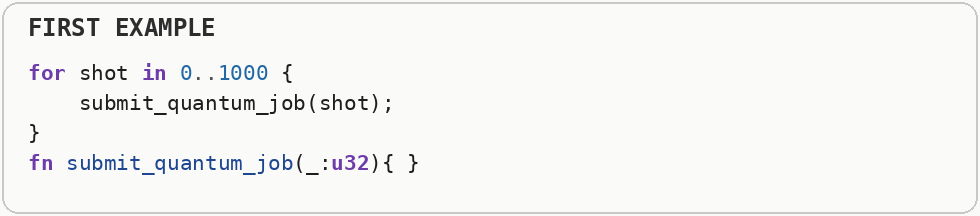 FIRST EXAMPLE
for shot in 0..1000 {
    submit_quantum_job(shot);
}
fn submit_quantum_job(_:u32){ }